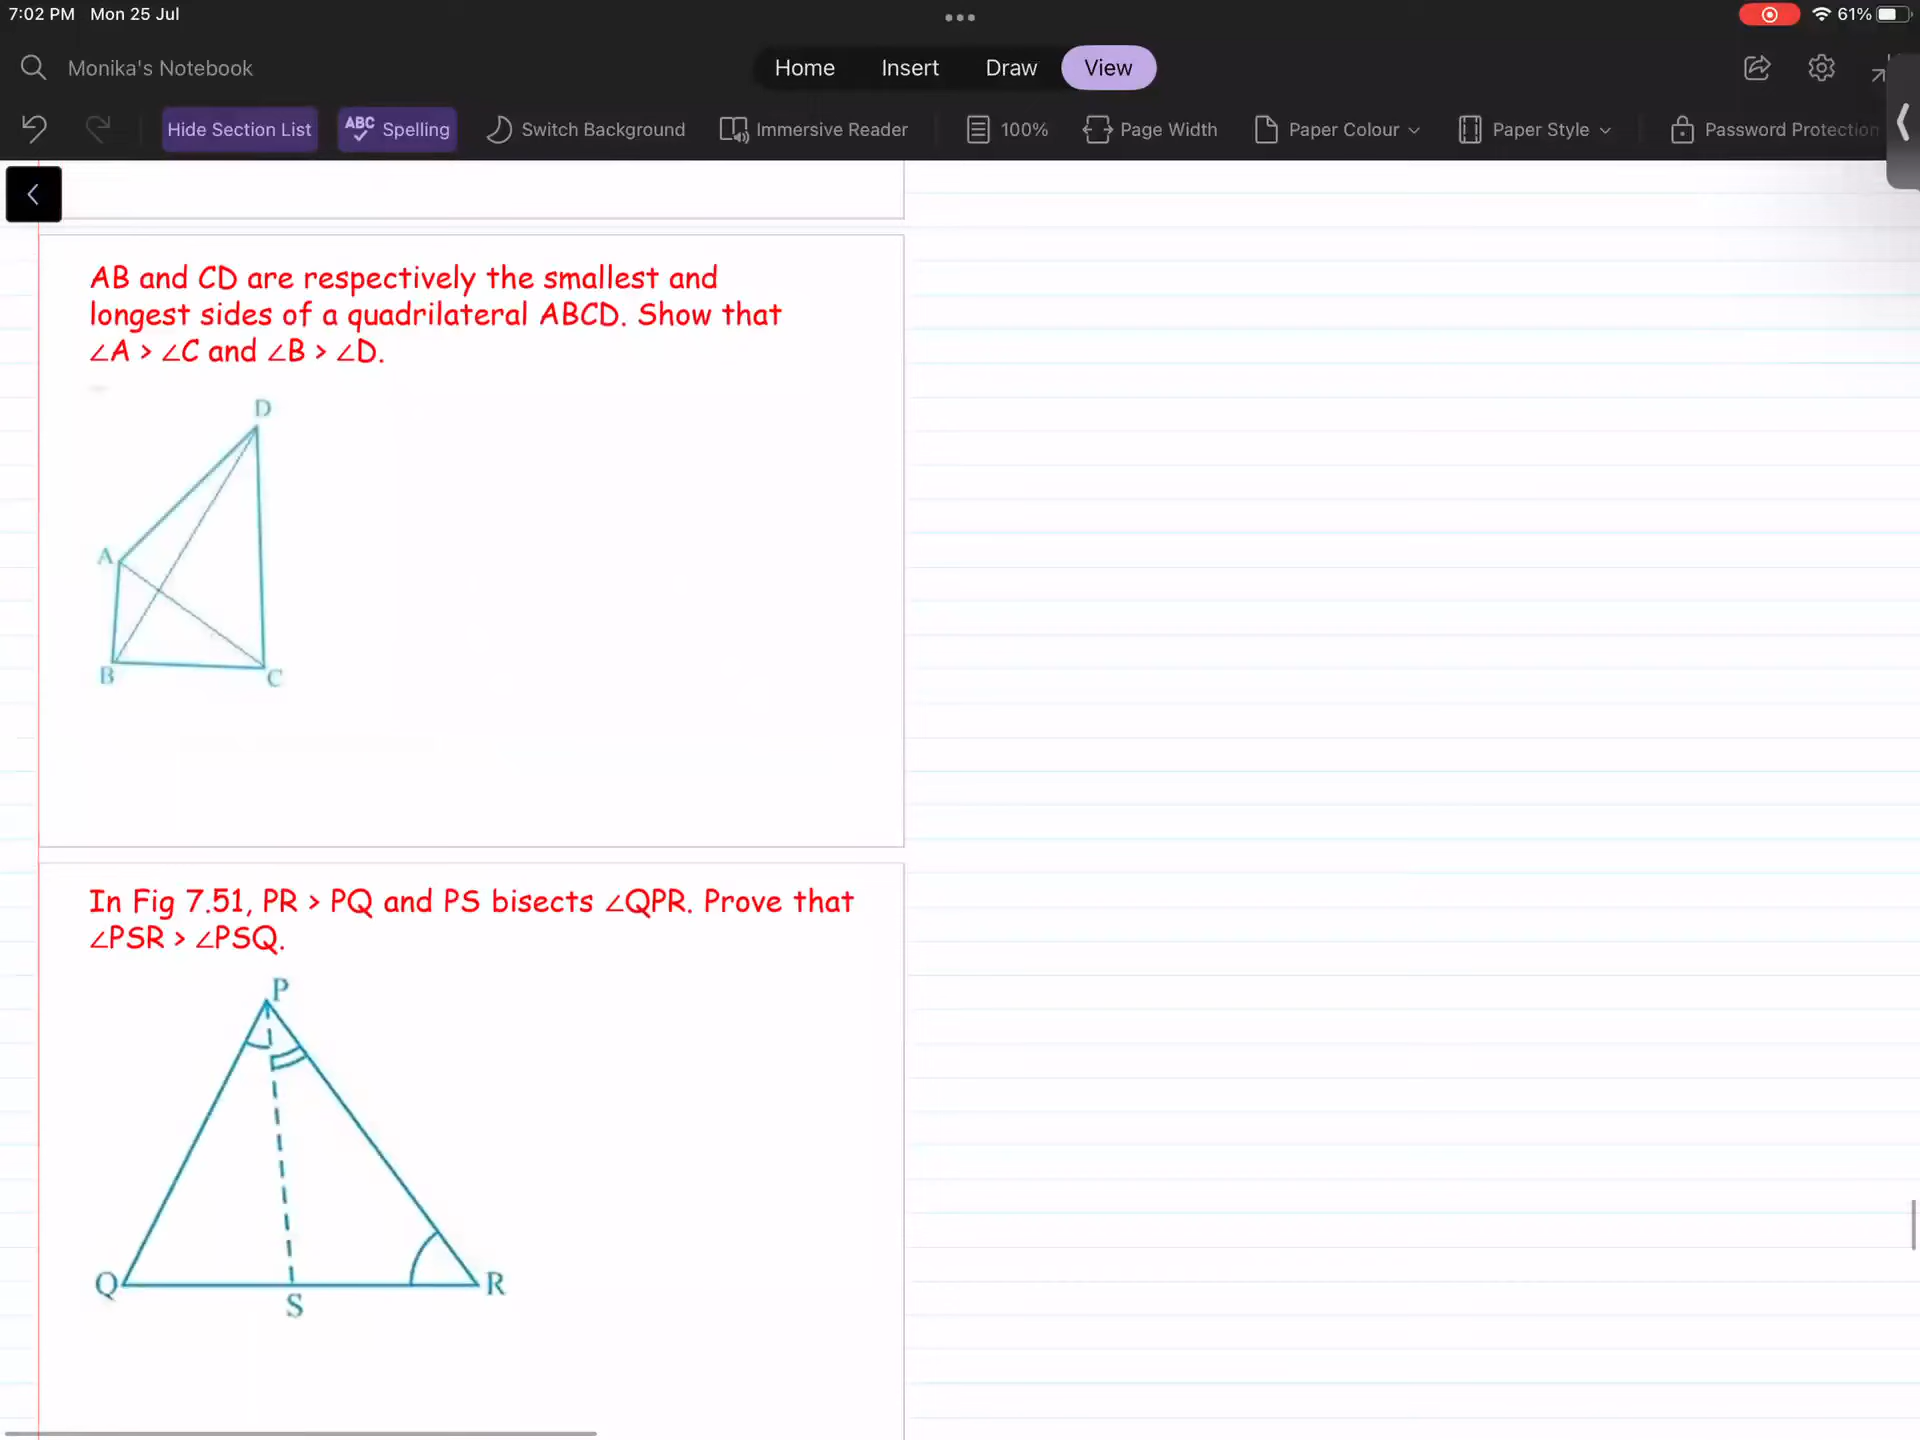 7:02 PM Mon 25 Jul
61%
Monika's Notebook
Home Insert Draw View
Hide Section List ABC Spelling Switch Background Immersive Reader 100% Page Width Paper Colour Paper Style Password Protection
AB and CD are respectively the smallest and
longest sides of a quadrilateral ABCD. Show that
∠A > ∠C and ∠B > ∠D.
D
A
B
C
In Fig 7.51, PR > PQ and PS bisects ∠QPR. Prove that
∠PSR > ∠PSQ.
P
Q
R
S